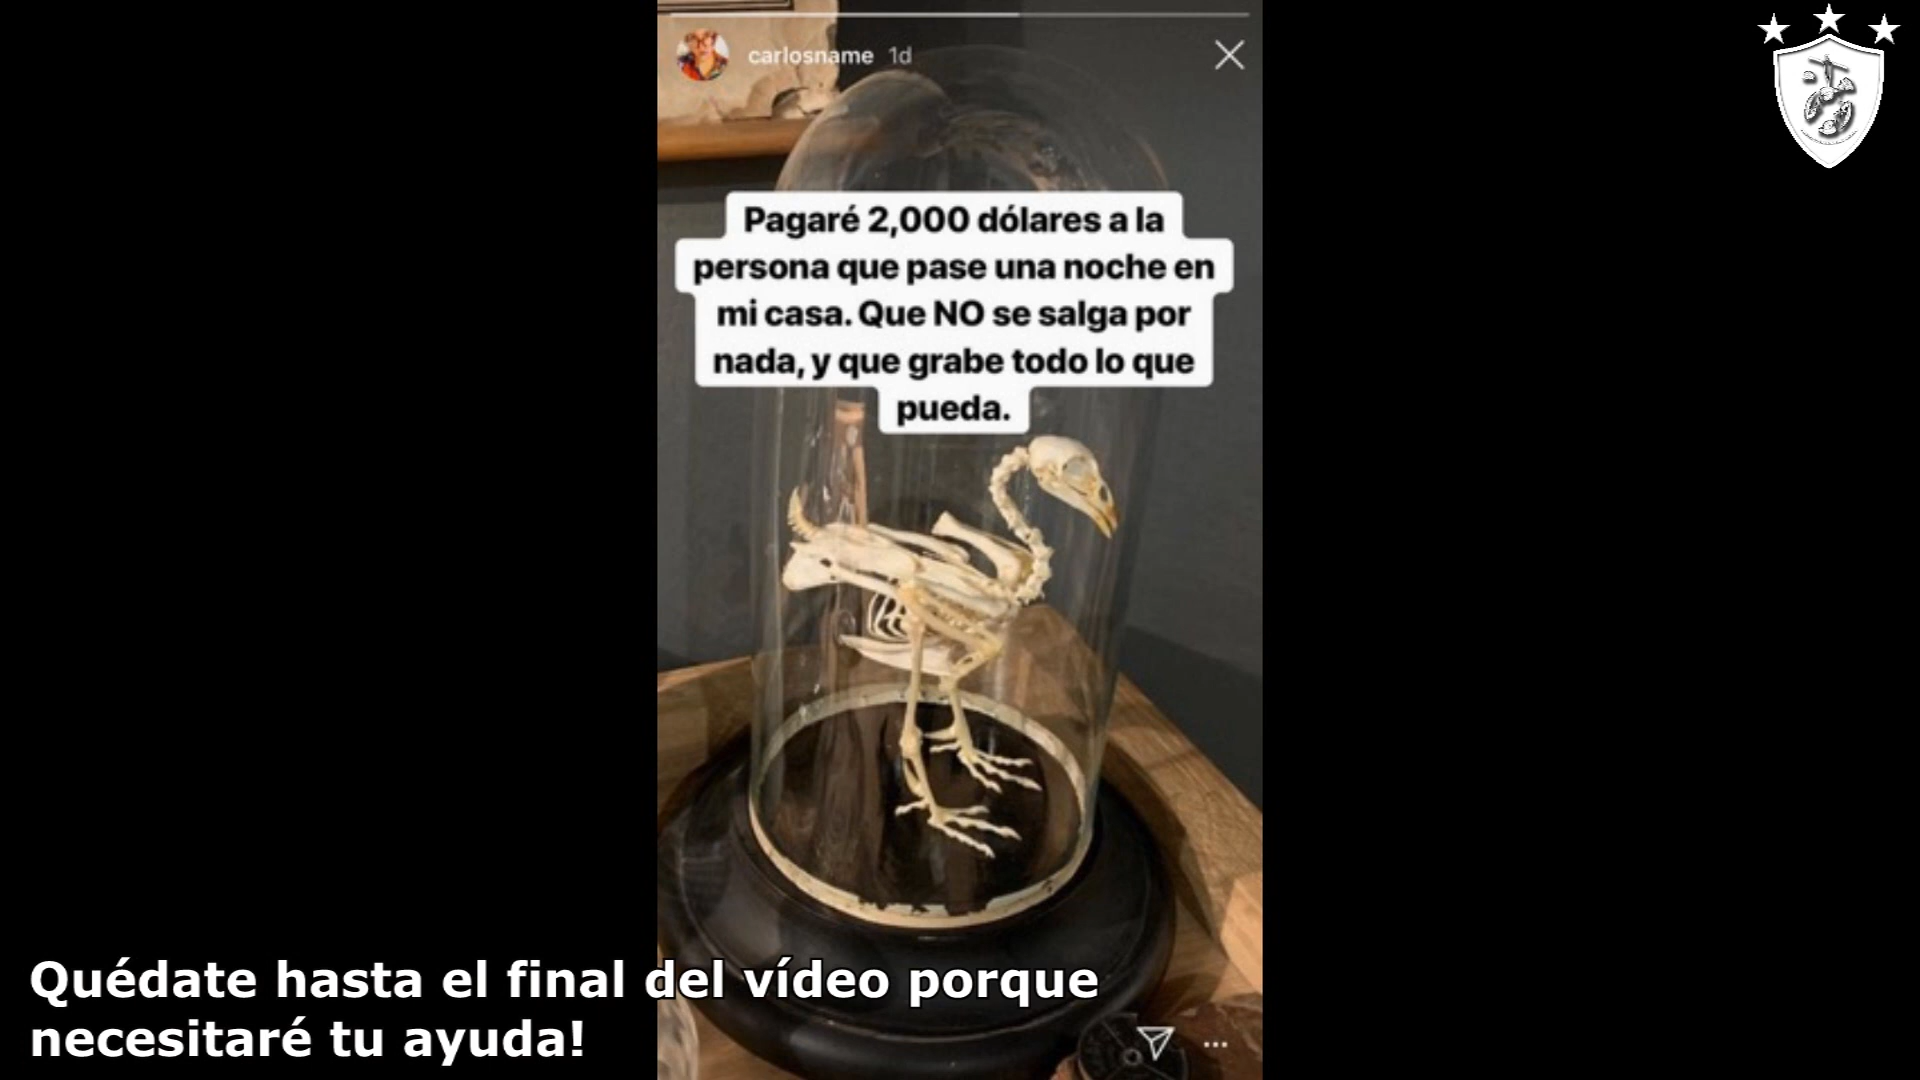 carlosname 1d
Pagaré 2,000 dólares a la
persona que pase una noche en
mi casa. Que NO se salga por
nada, y que grabe todo lo que
pueda.
Quédate hasta el final del vídeo porque
necesitaré tu ayuda!